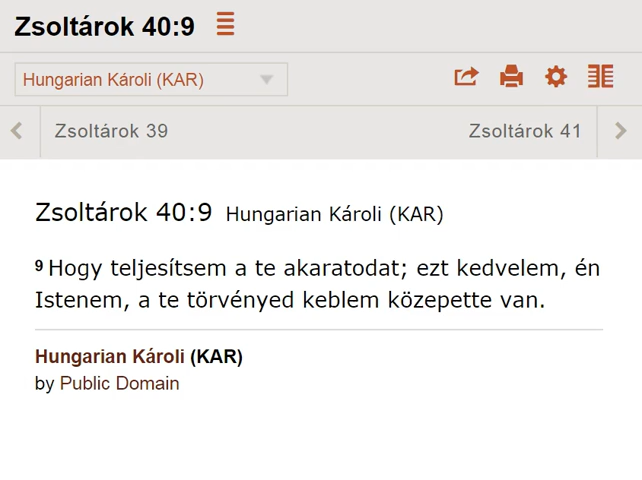 Zsoltárok 40:9
Hungarian Károli (KAR)
Zsoltárok 39
Zsoltárok 41
Zsoltárok 40:9 Hungarian Károli (KAR)
9 Hogy teljesítsem a te akaratodat; ezt kedvelem, én
Istenem, a te törvényed keblem közepette van.
Hungarian Károli (KAR)
by Public Domain